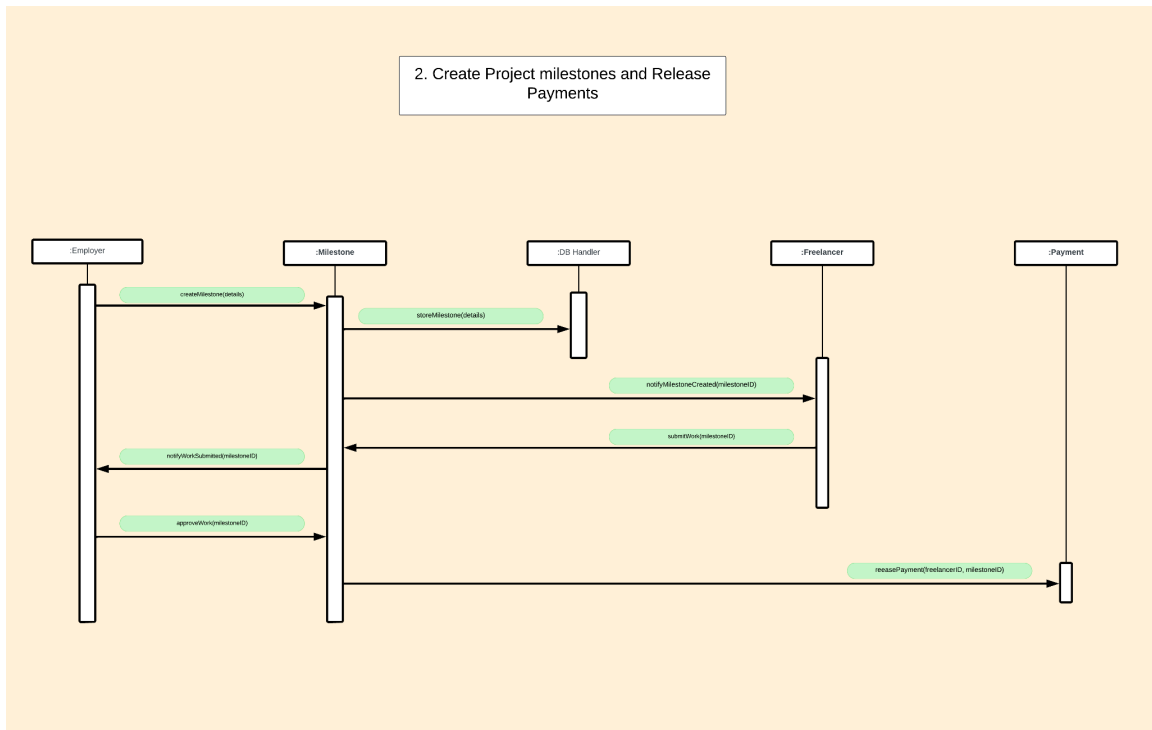 2. Create Project milestones and Release
Payments
:Employer
:Milestone
:DB Handler
:Freelancer
:Payment
createMilestone(details)
storeMilestone(details)
notifyMilestoneCreated(milestoneID)
submitWork(milestoneID)
notifyWorkSubmitted(milestoneID)
approveWork(milestoneID)
reeasePayment(freelancerID, milestoneID)